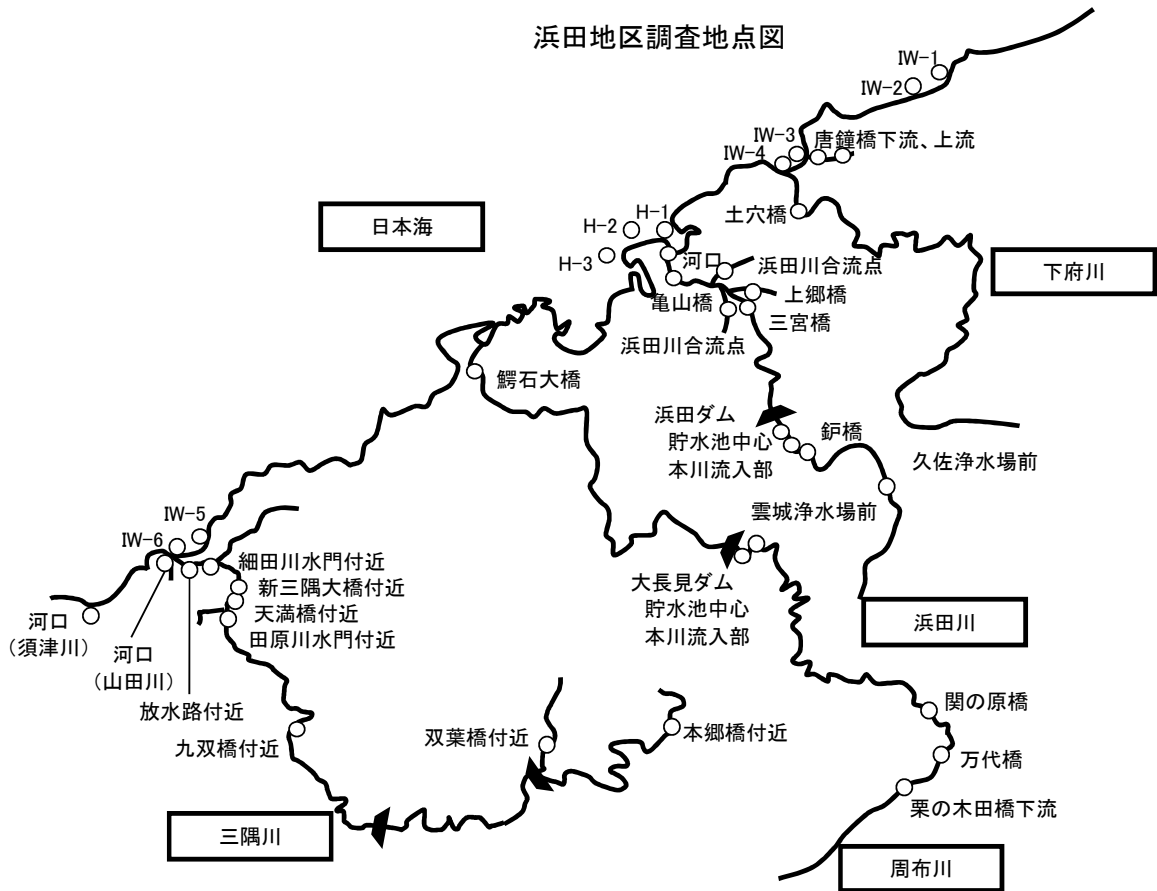 浜田地区調査地点図
IW-1
IW-2
IW-3
唐鐘橋下流、上流
IW-4
土穴橋
H-1
H-2
日本海
H-3
河口
浜田川合流点
下府川
上郷橋
亀山橋
三宮橋
浜田川合流点
鰐石大橋
浜田ダム
貯水池中心
本川流入部
鈩橋
久佐浄水場前
雲城浄水場前
IW-5
IW-6
細田川水門付近
新三隅大橋付近
天満橋付近
田原川水門付近
大長見ダム
貯水池中心
本川流入部
浜田川
河口
(須津川)
河口
(山田川)
放水路付近
九双橋付近
双葉橋付近
本郷橋付近
関の原橋
万代橋
栗の木田橋下流
三隅川
周布川